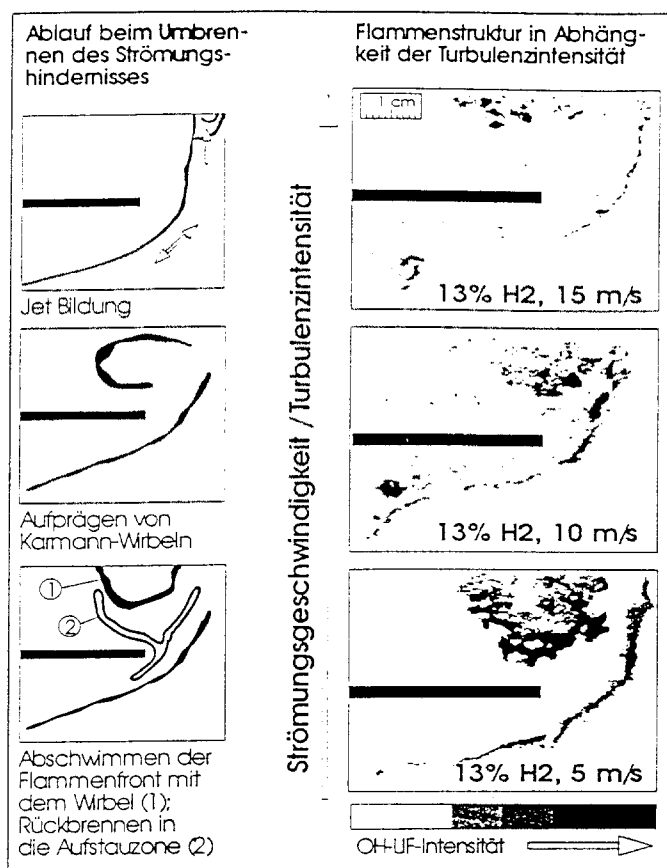 Ablauf beim Umbren-
nen des Strömungs-
hindernisses
Jet Bildung
Aufprägen von
Karmann-Wirbeln
1
2
Abschwimmen der
Flammenfront mit
dem Wirbel (1);
Rückbrennen in
die Aufstauzone (2)
Strömungsgeschwindigkeit / Turbulenzintensität
Flammenstruktur in Abhäng-
keit der Turbulenzintensität
1 cm
13% H2, 15 m/s
13% H2, 10 m/s
13% H2, 5 m/s
OH-LIF-Intensität